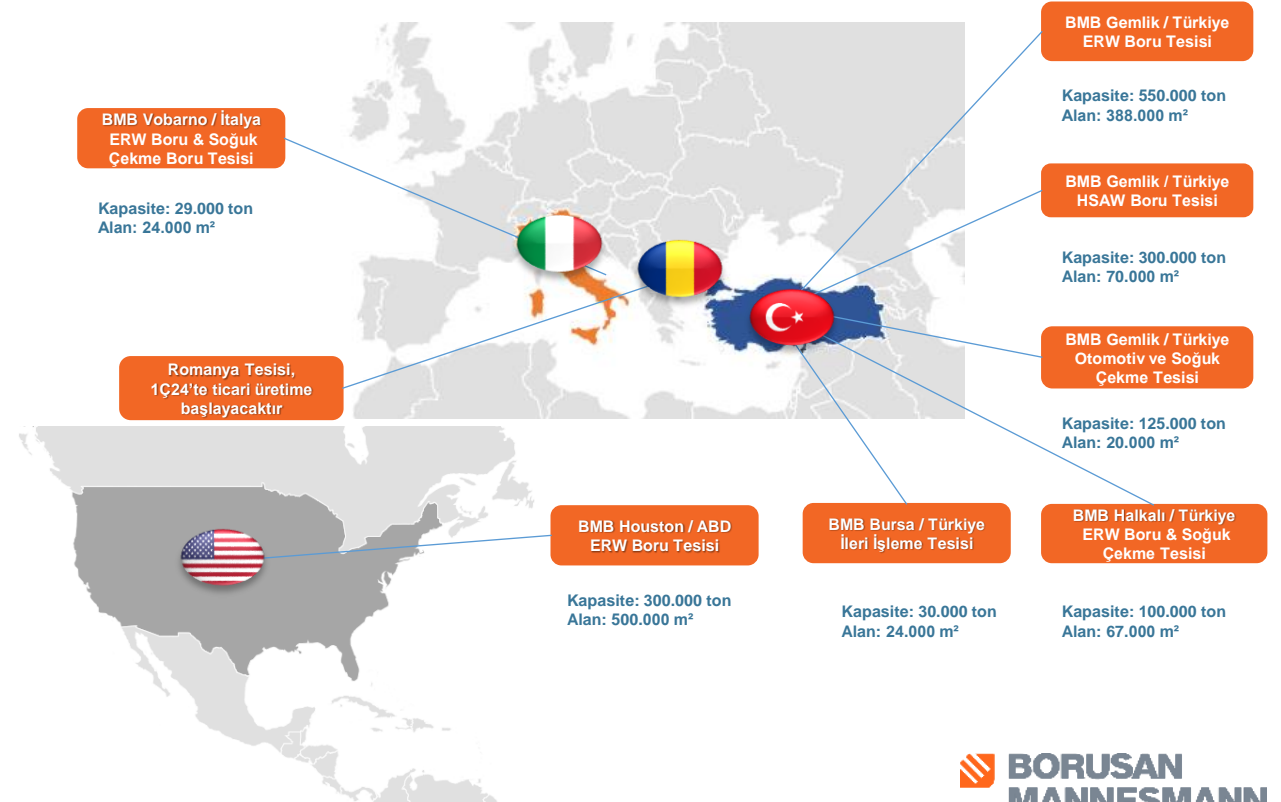 BMB Gemlik / Türkiye
ERW Boru Tesisi
Kapasite: 550.000 ton
Alan: 388.000 m²
BMB Vobarno / İtalya
ERW Boru & Soğuk
Çekme Boru Tesisi
Kapasite: 29.000 ton
Alan: 24.000 m²
BMB Gemlik / Türkiye
HSAW Boru Tesisi
Kapasite: 300.000 ton
Alan: 70.000 m²
BMB Gemlik / Türkiye
Otomotiv ve Soğuk
Çekme Tesisi
Kapasite: 125.000 ton
Alan: 20.000 m²
Romanya Tesisi,
1Ç24'te ticari üretime
başlayacaktır
BMB Houston / ABD
ERW Boru Tesisi
Kapasite: 300.000 ton
Alan: 500.000 m²
BMB Bursa / Türkiye
İleri İşleme Tesisi
Kapasite: 30.000 ton
Alan: 24.000 m²
BMB Halkalı / Türkiye
ERW Boru & Soğuk
Çekme Tesisi
Kapasite: 100.000 ton
Alan: 67.000 m²
BORUSAN
MANNESMANN